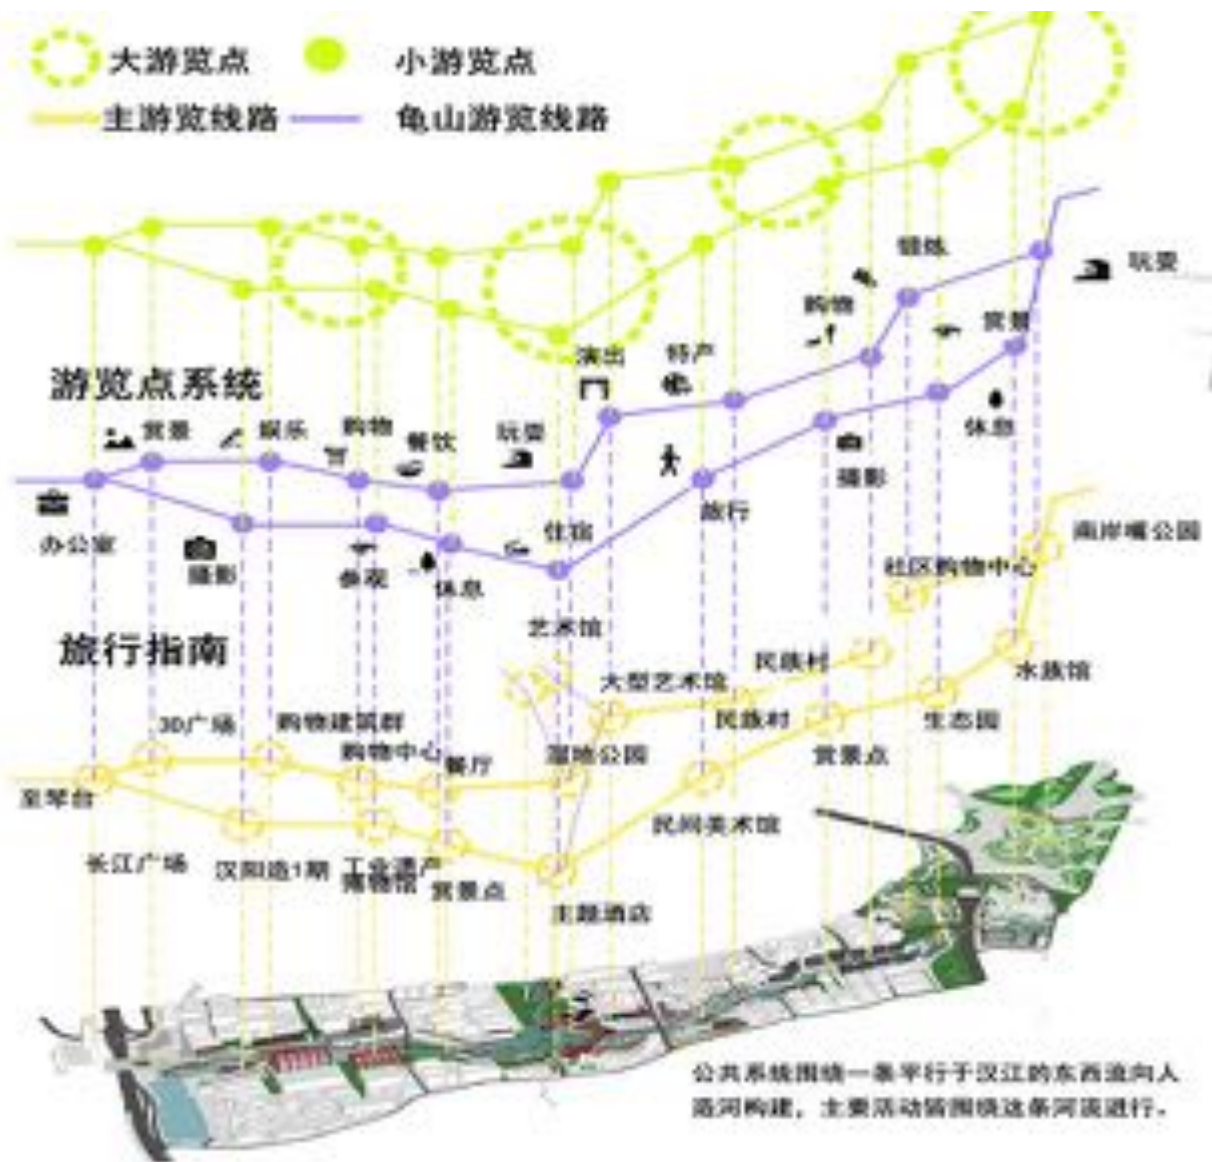 大游览点
小游览点
主游览线路
龟山游览线路
锻炼
玩耍
购物
赏景
演出
特产
游览点系统
赏景
娱乐
购物
餐饮
玩耍
休息
摄影
旅行
办公室
摄影
参观
休息
住宿
南岸嘴公园
社区购物中心
艺术馆
旅行指南
民族村
水族馆
大型艺术馆
3D广场
购物建筑群
民族村
生态园
购物中心
餐厅
湿地公园
赏景点
至琴台
民间美术馆
长江广场
汉阳造1期
工业遗产
博物馆
赏景点
主题酒店
公共系统围绕一条平行于汉江的东西流向人
造河构建，主要活动皆围绕这条河流进行。